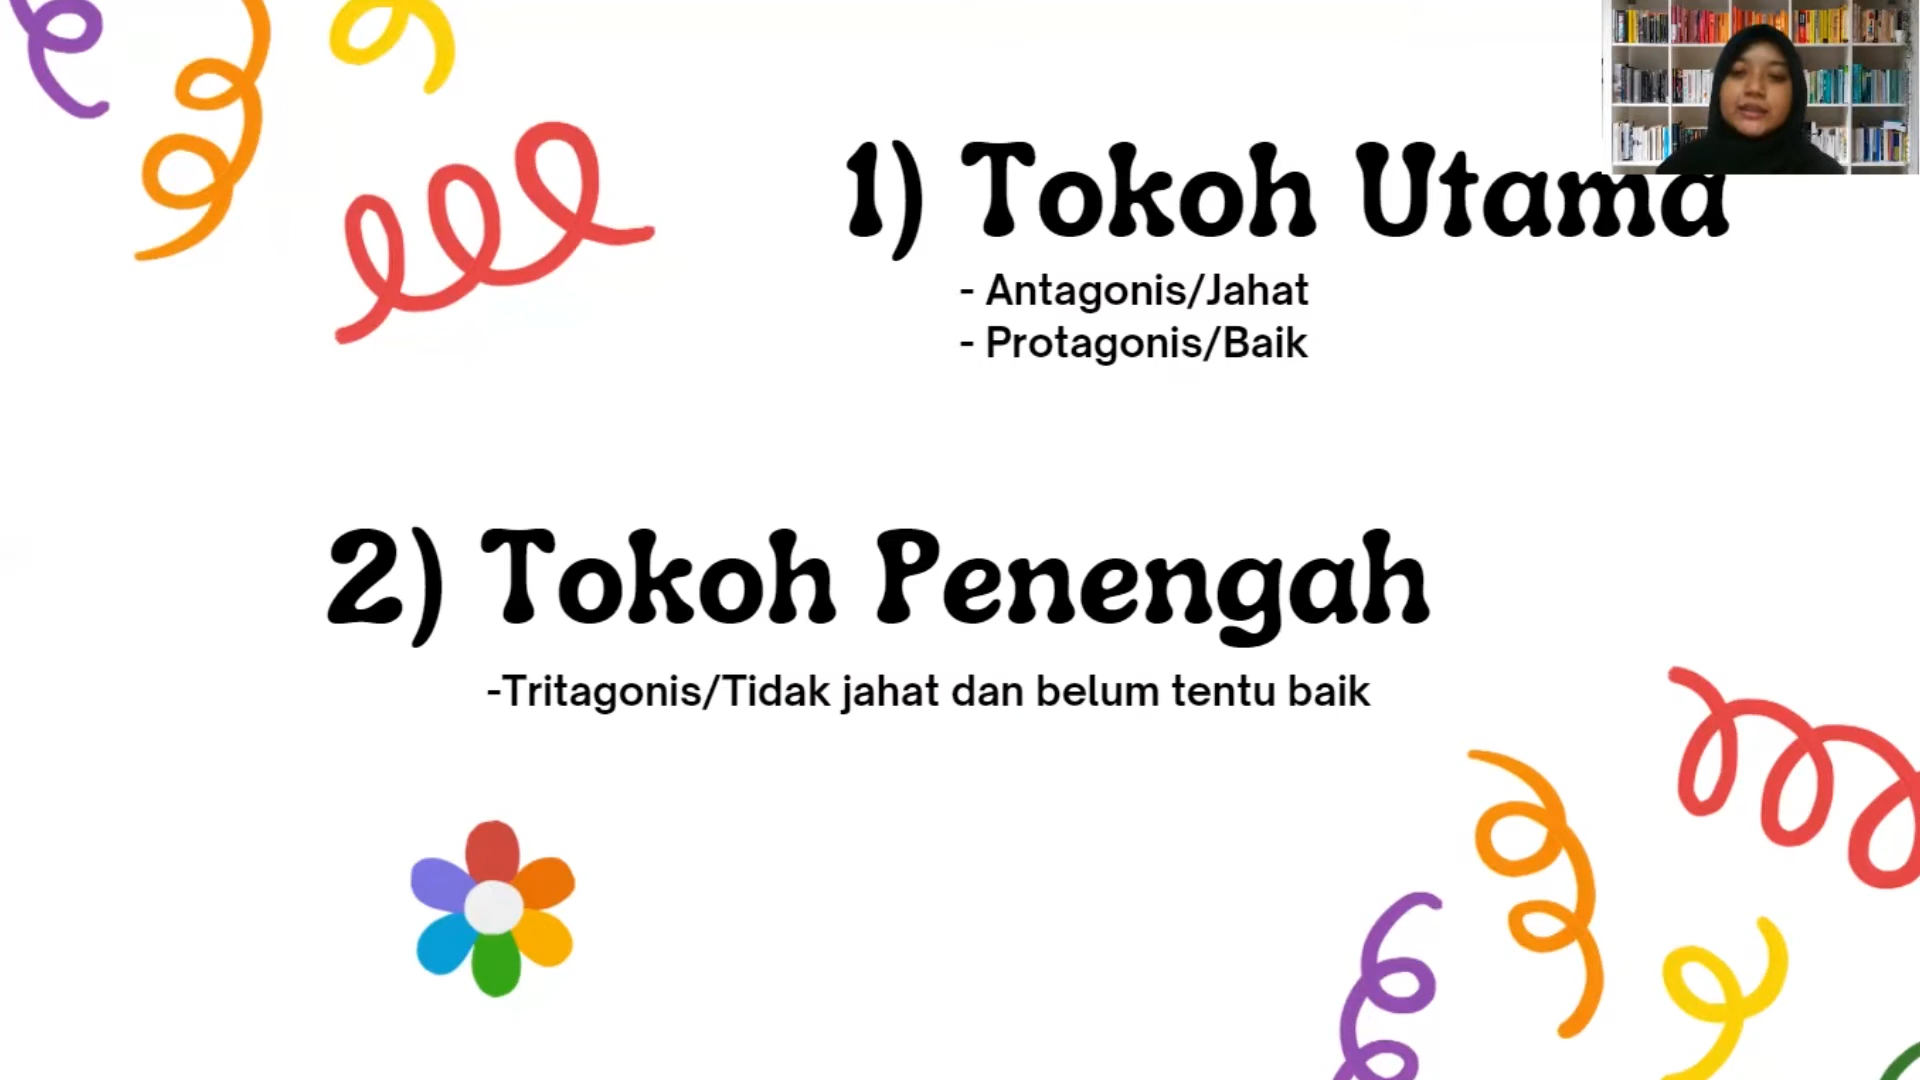 1) Tokoh Utama
- Antagonis/Jahat
- Protagonis/Baik
2) Tokoh Penengah
-Tritagonis/Tidak jahat dan belum tentu baik